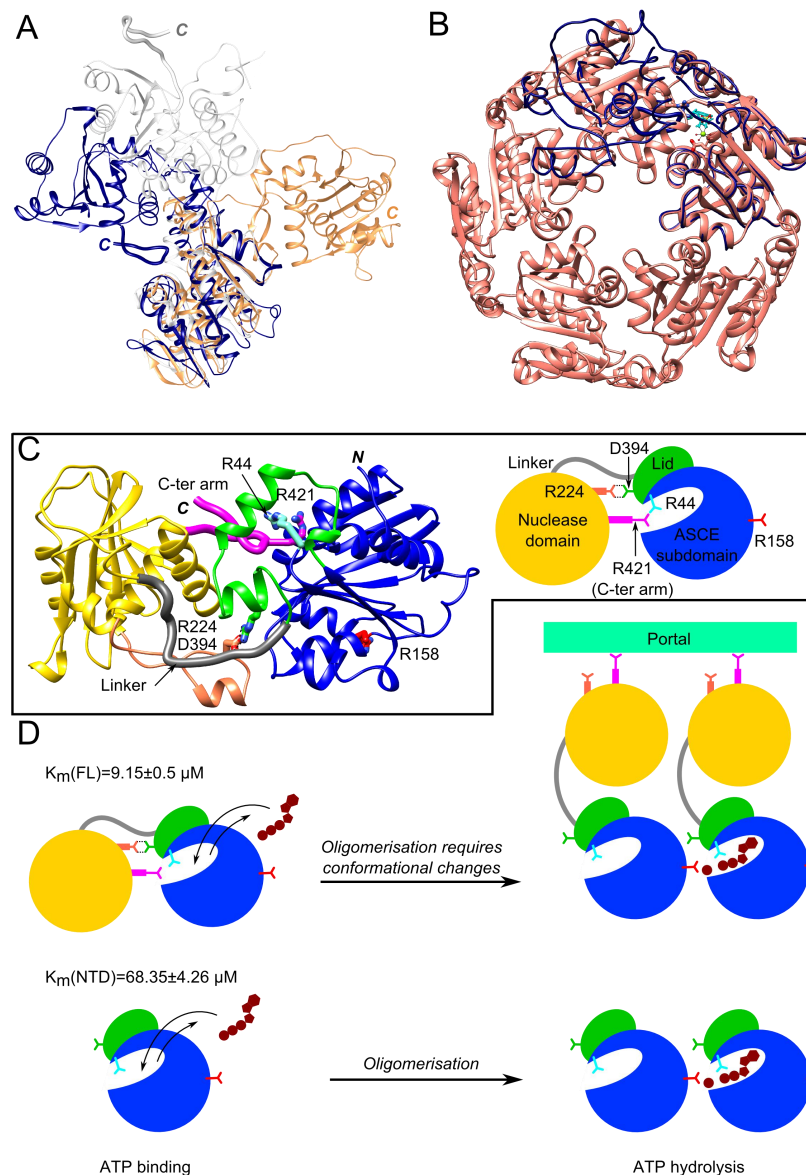 A
C
C
C
B
C
C-ter arm
C
R44
R421
N
R224
D394
Linker
R158
D394
Linker
Lid
R224
R44
Nuclease
domain
ASCE
subdomain
R158
R421
(C-ter arm)
Portal
D
Km(FL)=9.15±0.5 µM
Oligomerisation requires
conformational changes
Km(NTD)=68.35±4.26 µM
Oligomerisation
ATP binding
ATP hydrolysis